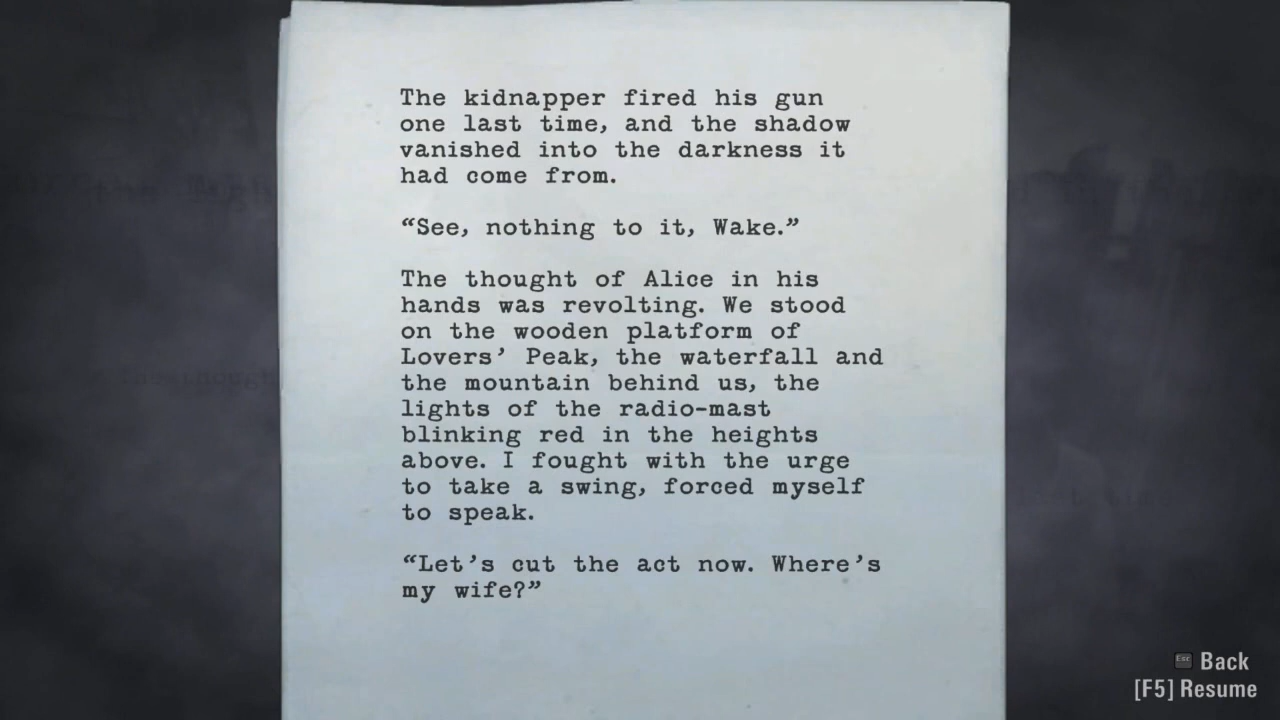 The kidnapper fired his gun
one last time, and the shadow
vanished into the darkness it
had come from.
“See, nothing to it, Wake.”
The thought of Alice in his
hands was revolting. We stood
on the wooden platform of
Lovers’ Peak, the waterfall and
the mountain behind us, the
lights of the radio-mast
blinking red in the heights
above. I fought with the urge
to take a swing, forced myself
to speak.
“Let’s cut the act now. Where’s
my wife?”
Esc Back
[F5] Resume